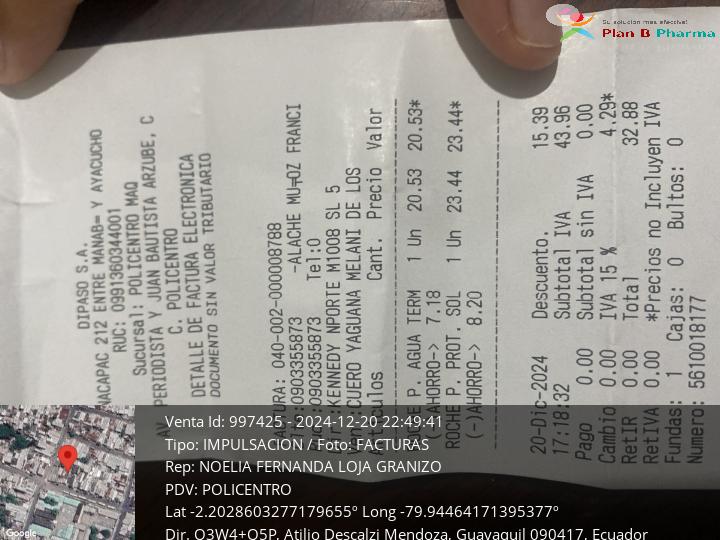 Su solución más efectiva!
Plan B Pharma
DIPASO S.A.
NACAPAC 212 ENTRE MANAB= Y AYACUCHO
RUC: 0991360344001
Sucursal: POLICENTRO MAQ
AV PERIODISTA Y JUAN BAUTISTA ARZUBE, C
C. POLICENTRO
DETALLE DE FACTURA ELECTRONICA
DOCUMENTO SIN VALOR TRIBUTARIO
040-002-000008788
:0903355873 -ALACHE MU=OZ FRANCI
:0903355873 Tel:0
KENNEDY NPORTE M1008 SL 5
CUERO YAGUANA MELANI DE LOS
Cant. Precio Valor
P. AGUA TERM 1 Un 20.53 20.53*
(-)AHORRO-> 7.18
ROCHE P. PROT. SOL 1 Un 23.44 23.44*
(-)AHORRO-> 8.20
20-Dic-2024 Descuento. 15.39
17:18:32 Subtotal IVA 43.96
Pago 0.00 Subtotal sin IVA 0.00
Cambio 0.00 IVA 15 % 4.29*
RetIR 0.00 Total 32.88
RetIVA 0.00 *Precios no Incluyen IVA
Fundas: 1 Cajas: 0 Bultos: 0
Numero: 5610018177
Venta Id: 997425 - 2024-12-20 22:49:41
Tipo: IMPULSACION / Foto: FACTURAS
Rep: NOELIA FERNANDA LOJA GRANIZO
PDV: POLICENTRO
Lat -2.2028603277179655° Long -79.94464171395377°
Dir. Q3W4+Q5P, Atilio Descalzi Mendoza, Guayaquil 090417, Ecuador
Google